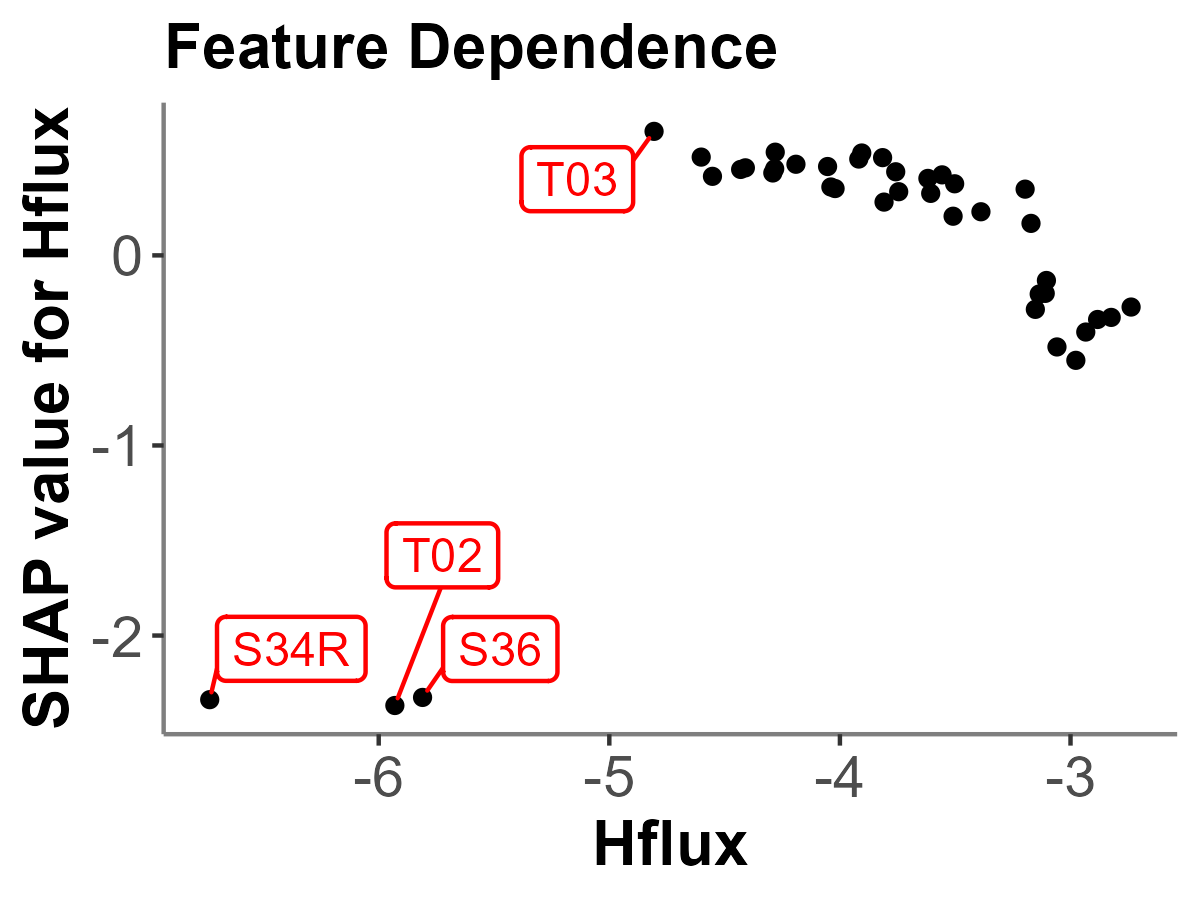 Feature Dependence
SHAP value for Hflux
0
-1
-2
T03
T02
S34R
S36
-6
-5
-4
-3
Hflux